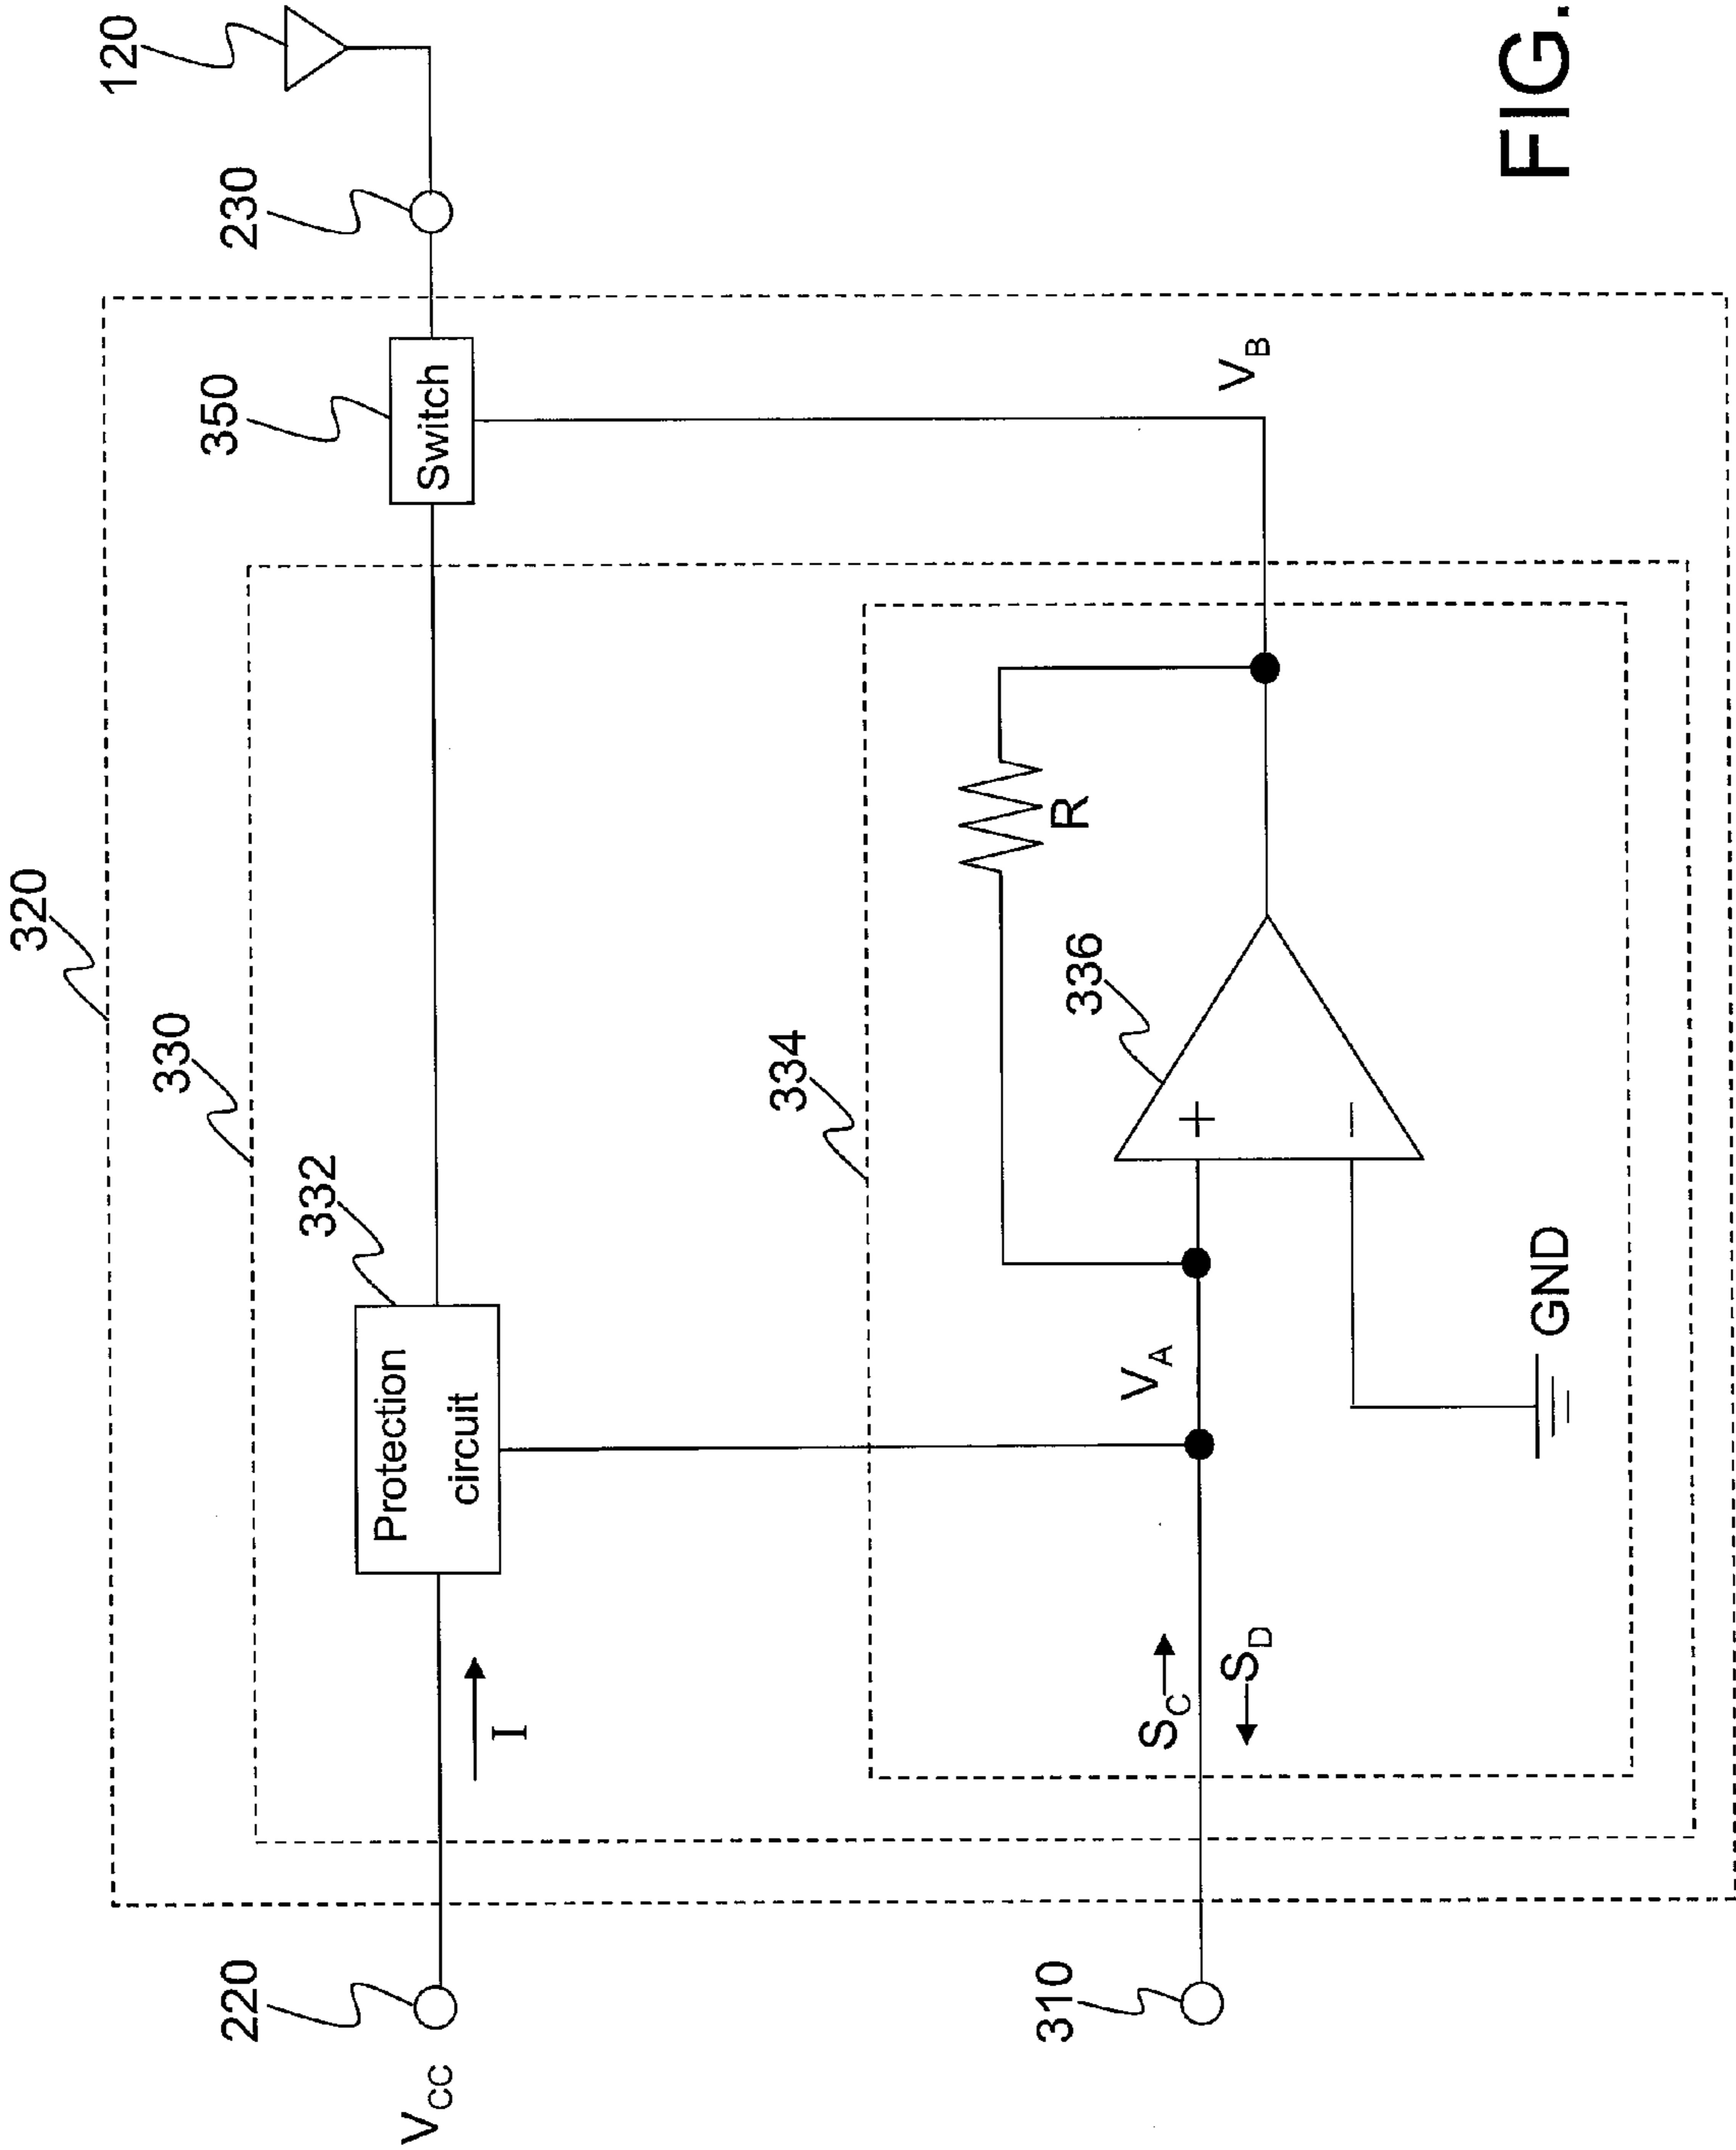 320
330
120
350
230
332
220
V_CC
Protection
circuit
Switch
I
334
336
R
310
S_C
S_D
V_A
V_B
+
−
GND
FIG.